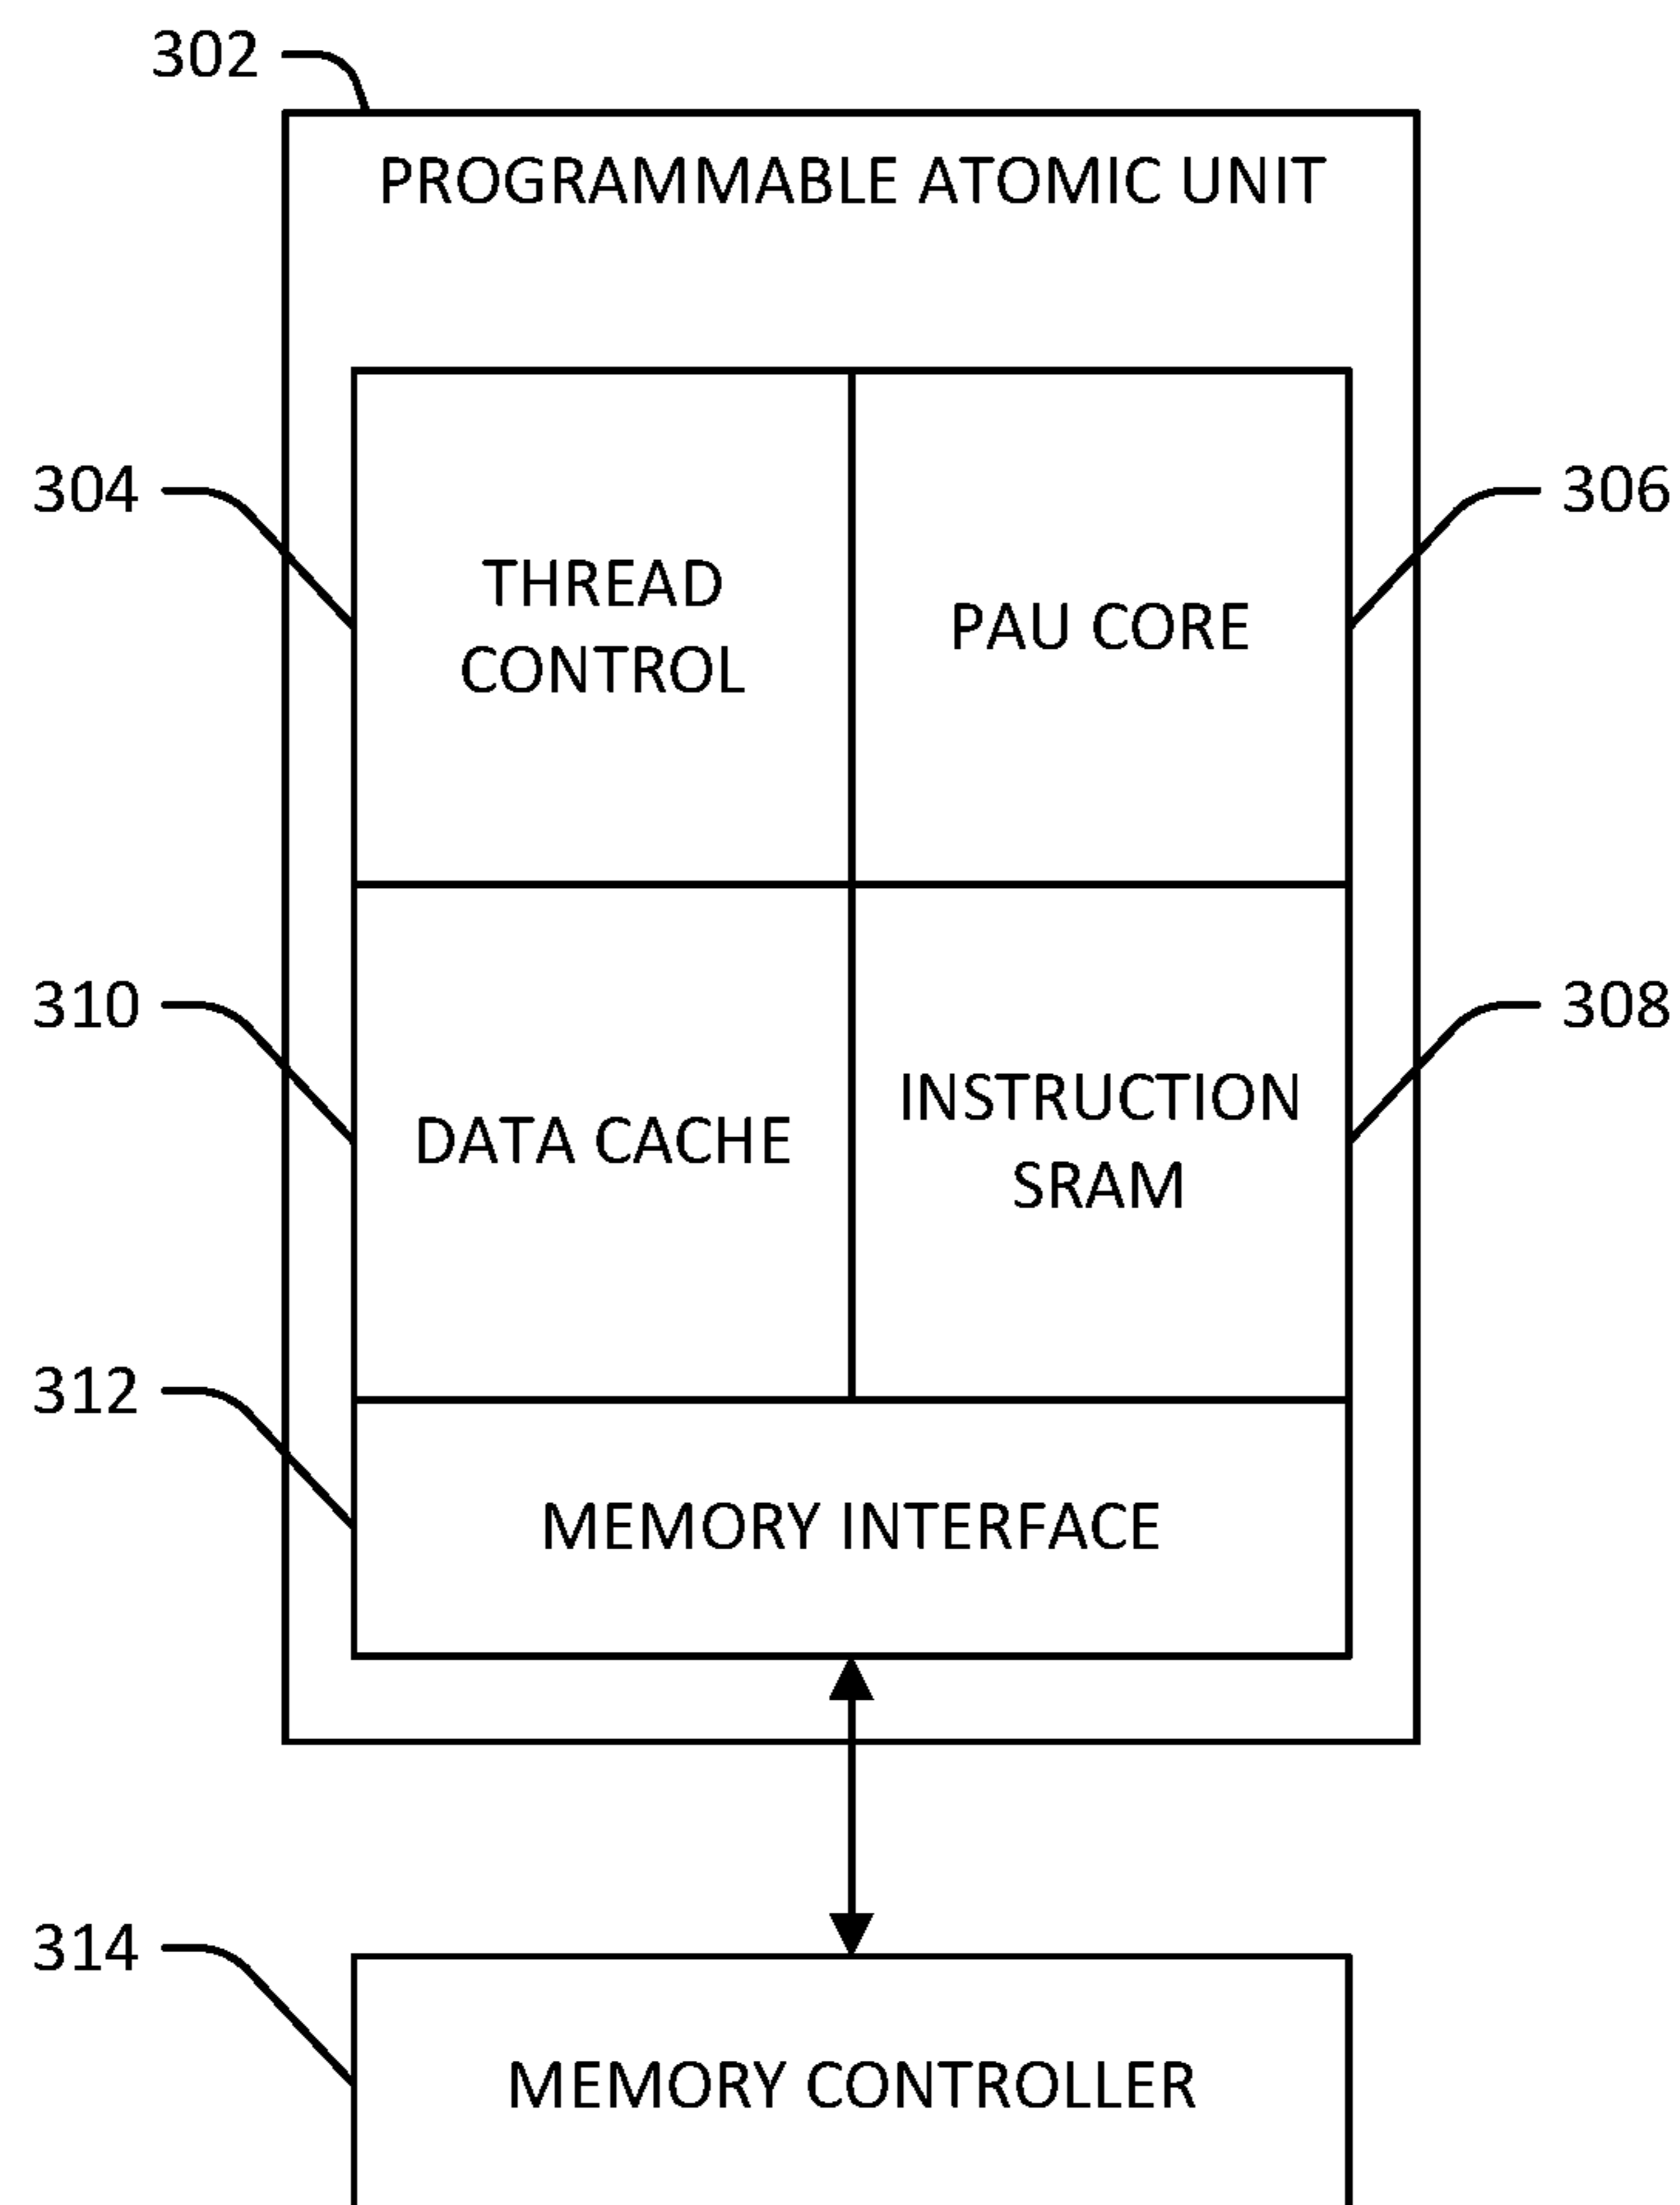 302
PROGRAMMABLE ATOMIC UNIT
304
THREAD
CONTROL
PAU CORE
306
310
DATA CACHE
INSTRUCTION
SRAM
308
312
MEMORY INTERFACE
314
MEMORY CONTROLLER